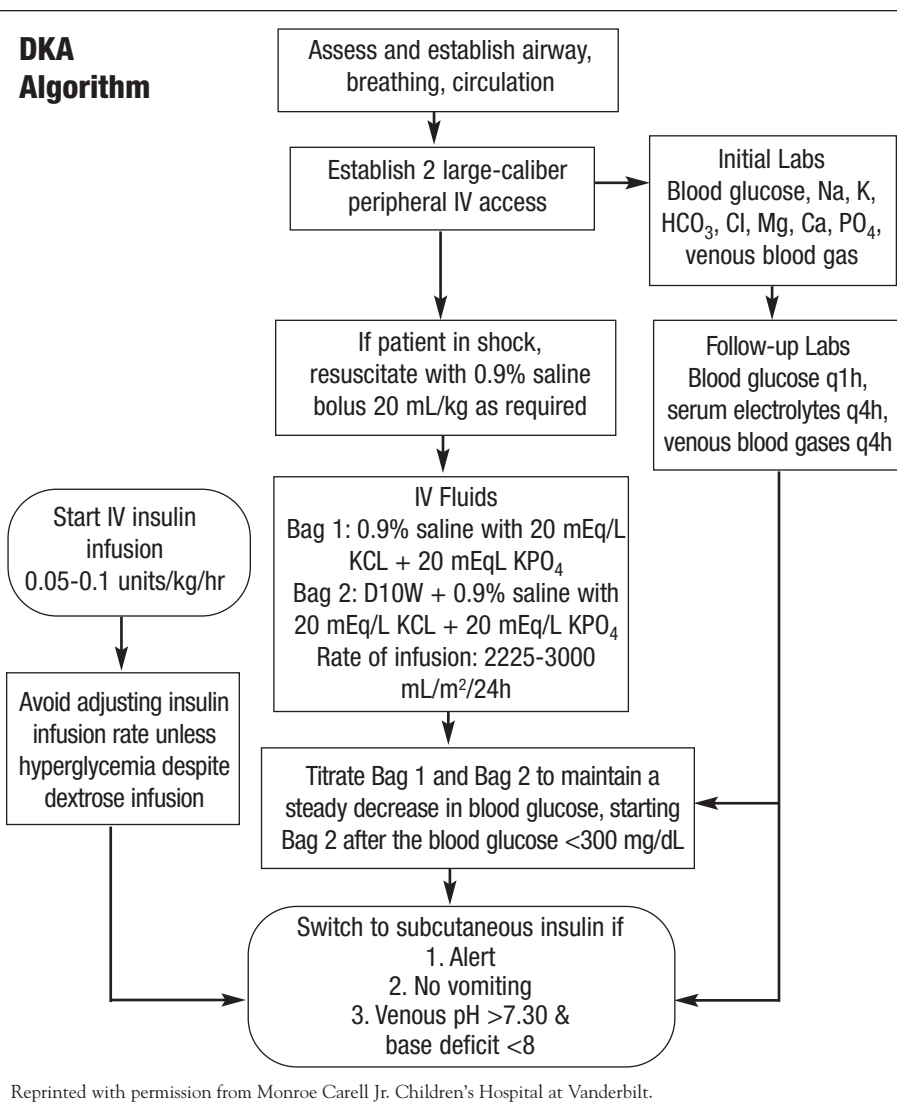 DKA
Algorithm
Assess and establish airway,
breathing, circulation
Establish 2 large-caliber
peripheral IV access
Initial Labs
Blood glucose, Na, K,
HCO₃, Cl, Mg, Ca, PO₄,
venous blood gas
If patient in shock,
resuscitate with 0.9% saline
bolus 20 mL/kg as required
Follow-up Labs
Blood glucose q1h,
serum electrolytes q4h,
venous blood gases q4h
Start IV insulin
infusion
0.05-0.1 units/kg/hr
IV Fluids
Bag 1: 0.9% saline with 20 mEq/L
KCL + 20 mEqL KPO₄
Bag 2: D10W + 0.9% saline with
20 mEq/L KCL + 20 mEq/L KPO₄
Rate of infusion: 2225-3000
mL/m²/24h
Avoid adjusting insulin
infusion rate unless
hyperglycemia despite
dextrose infusion
Titrate Bag 1 and Bag 2 to maintain a
steady decrease in blood glucose, starting
Bag 2 after the blood glucose <300 mg/dL
Switch to subcutaneous insulin if
1. Alert
2. No vomiting
3. Venous pH >7.30 &
base deficit <8
Reprinted with permission from Monroe Carell Jr. Children's Hospital at Vanderbilt.